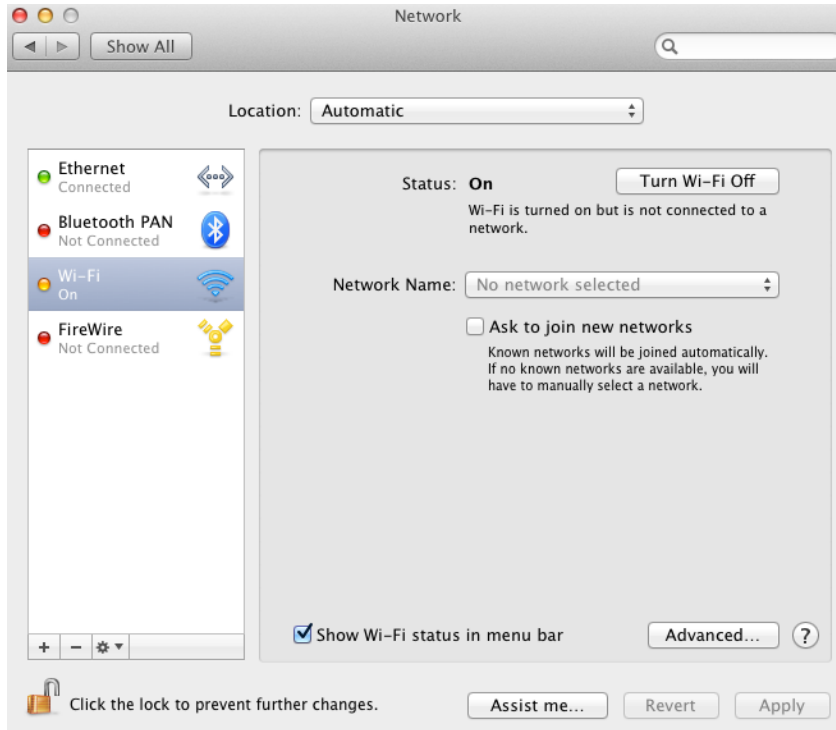 Network
Show All
Location: Automatic
Ethernet
Connected
Bluetooth PAN
Not Connected
Wi-Fi
On
FireWire
Not Connected
Status: On
Turn Wi-Fi Off
Wi-Fi is turned on but is not connected to a
network.
Network Name: No network selected
Ask to join new networks
Known networks will be joined automatically.
If no known networks are available, you will
have to manually select a network.
Show Wi-Fi status in menu bar
Advanced...
?
+ −
Click the lock to prevent further changes.
Assist me...
Revert
Apply